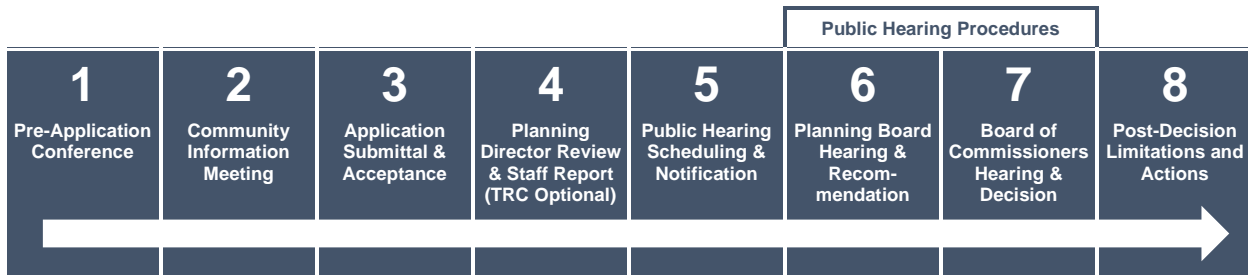 Public Hearing Procedures
1
Pre-Application
Conference
2
Community
Information
Meeting
3
Application
Submittal &
Acceptance
4
Planning
Director Review
& Staff Report
(TRC Optional)
5
Public Hearing
Scheduling &
Notification
6
Planning Board
Hearing &
Recom-
mendation
7
Board of
Commissioners
Hearing &
Decision
8
Post-Decision
Limitations and
Actions